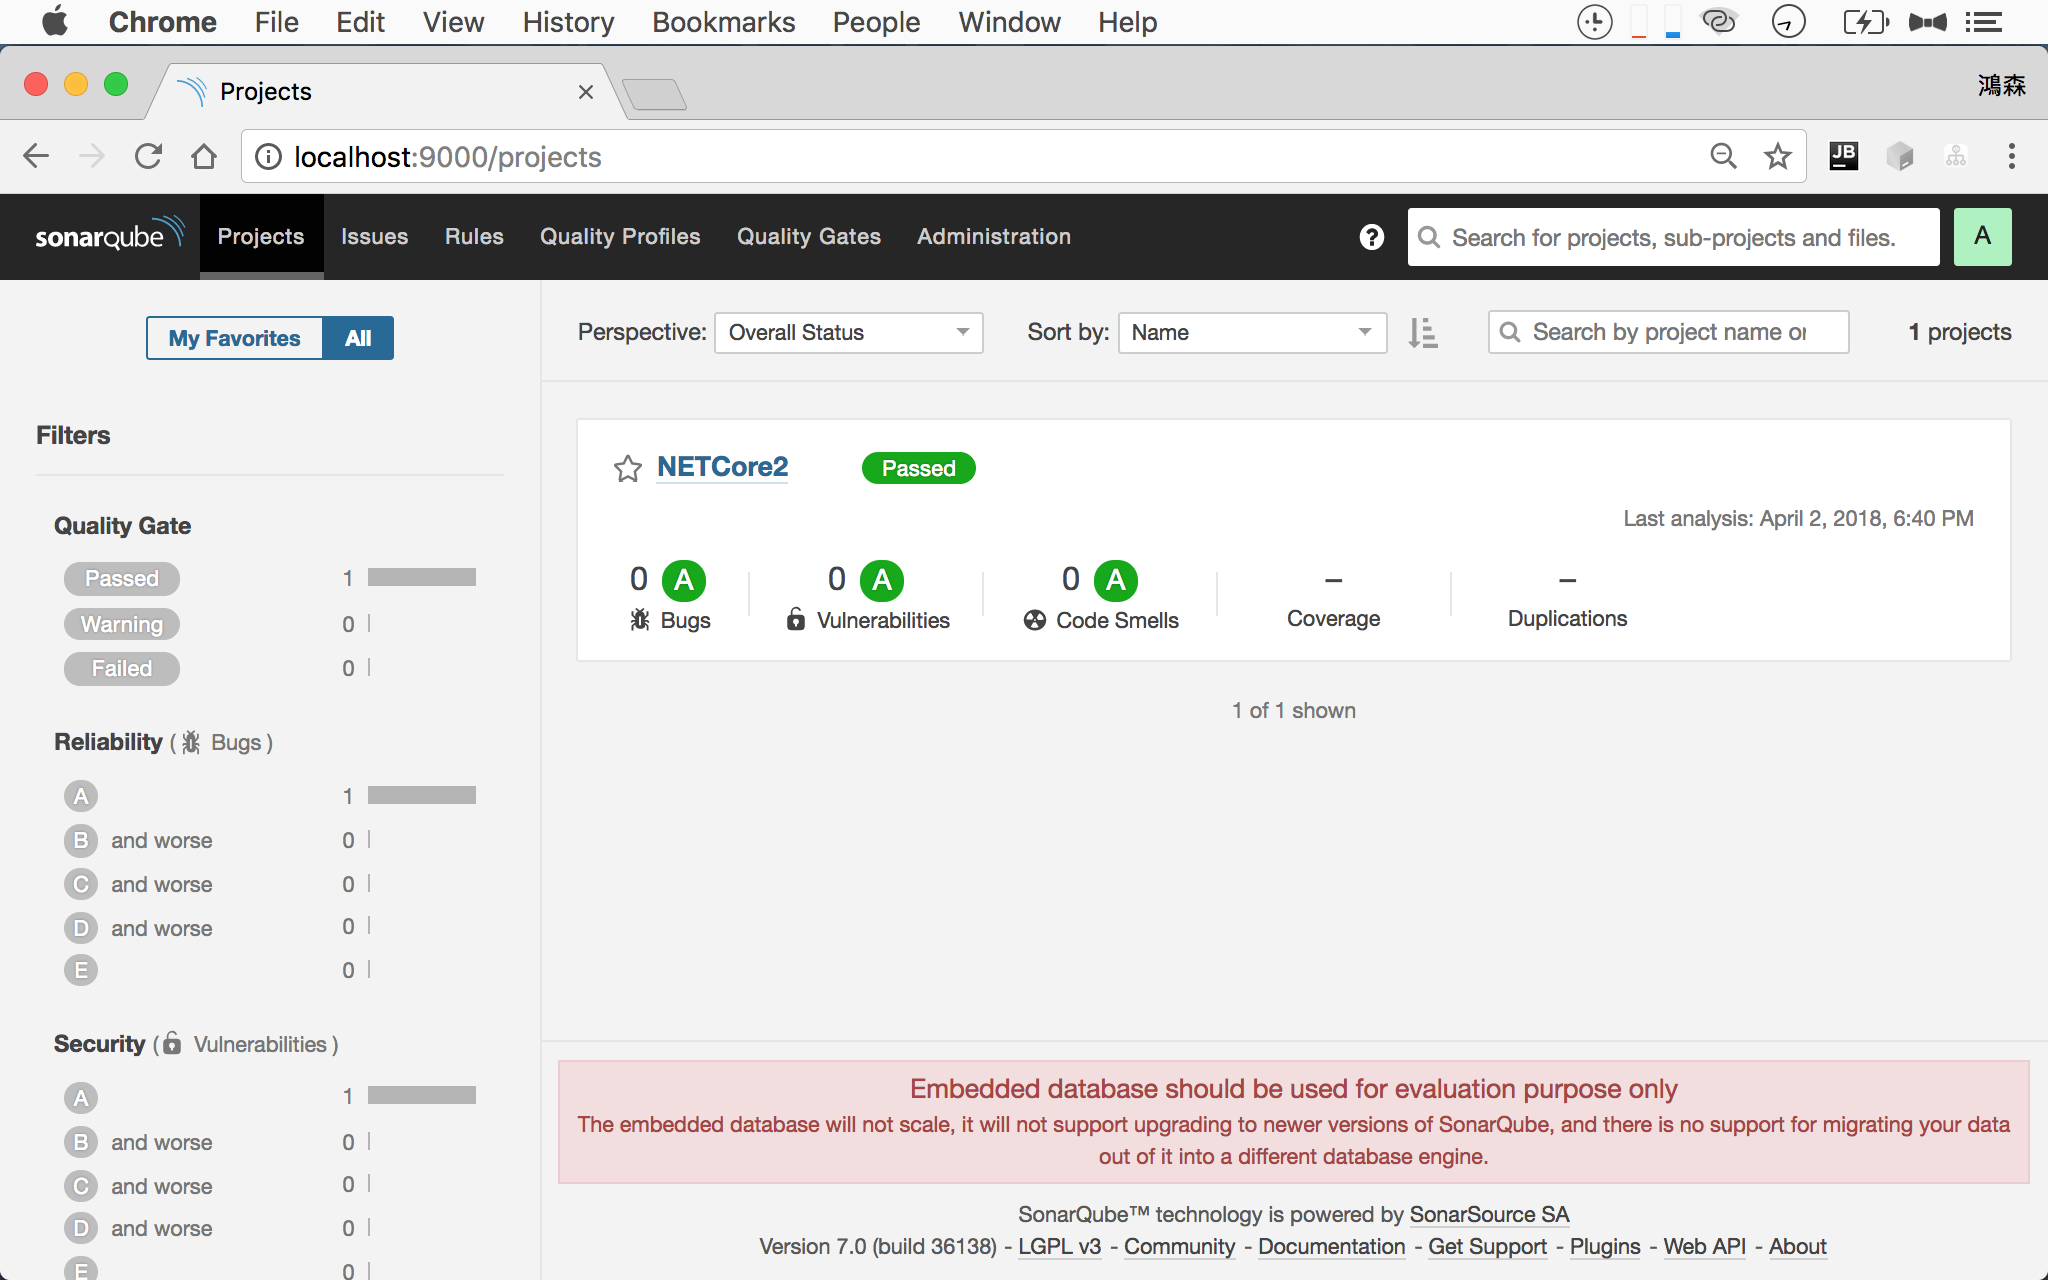 Chrome File Edit View History Bookmarks People Window Help
Projects
鴻森
localhost:9000/projects
JB
sonarqube Projects Issues Rules Quality Profiles Quality Gates Administration ? Search for projects, sub-projects and files. A
My Favorites All
Perspective: Overall Status Sort by: Name Search by project name or 1 projects
Filters
Quality Gate
Passed 1
Warning 0
Failed 0
Reliability ( Bugs )
A 1
B and worse 0
C and worse 0
D and worse 0
E 0
Security ( Vulnerabilities )
A 1
B and worse 0
C and worse 0
D and worse 0
E 0
NETCore2 Passed
Last analysis: April 2, 2018, 6:40 PM
0 A 0 A 0 A – –
Bugs Vulnerabilities Code Smells Coverage Duplications
1 of 1 shown
Embedded database should be used for evaluation purpose only
The embedded database will not scale, it will not support upgrading to newer versions of SonarQube, and there is no support for migrating your data
out of it into a different database engine.
SonarQube™ technology is powered by SonarSource SA
Version 7.0 (build 36138) - LGPL v3 - Community - Documentation - Get Support - Plugins - Web API - About